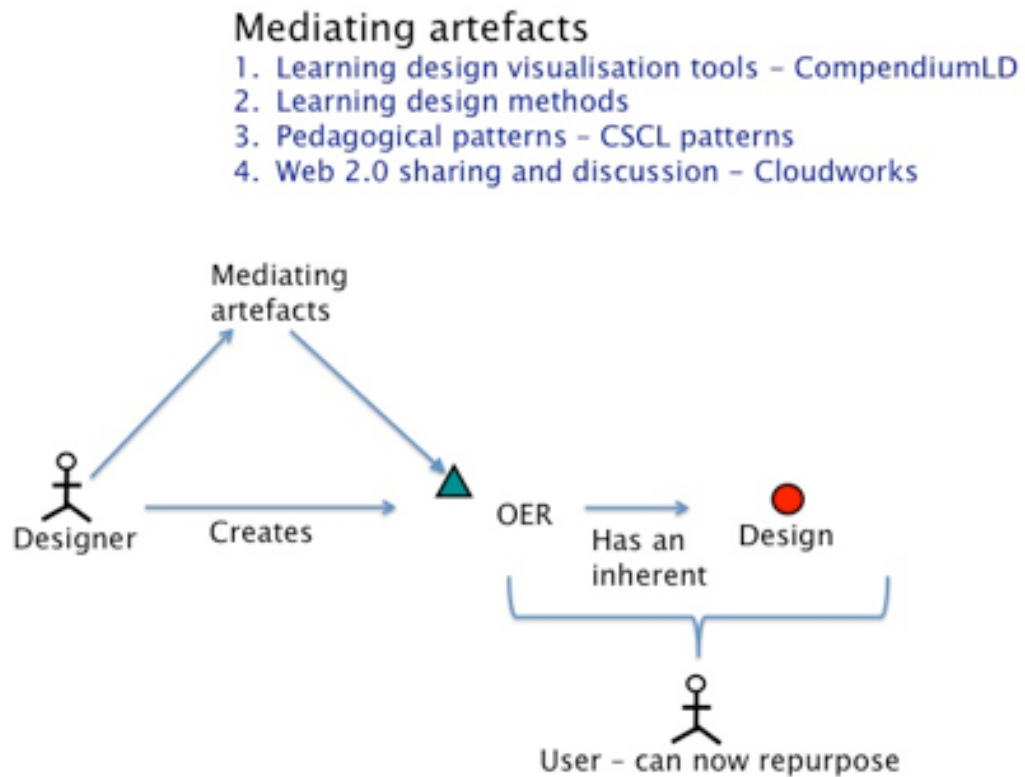 Mediating artefacts
1. Learning design visualisation tools – CompendiumLD
2. Learning design methods
3. Pedagogical patterns – CSCL patterns
4. Web 2.0 sharing and discussion – Cloudworks
Mediating
artefacts
Designer
Creates
OER
Has an
inherent
Design
User – can now repurpose